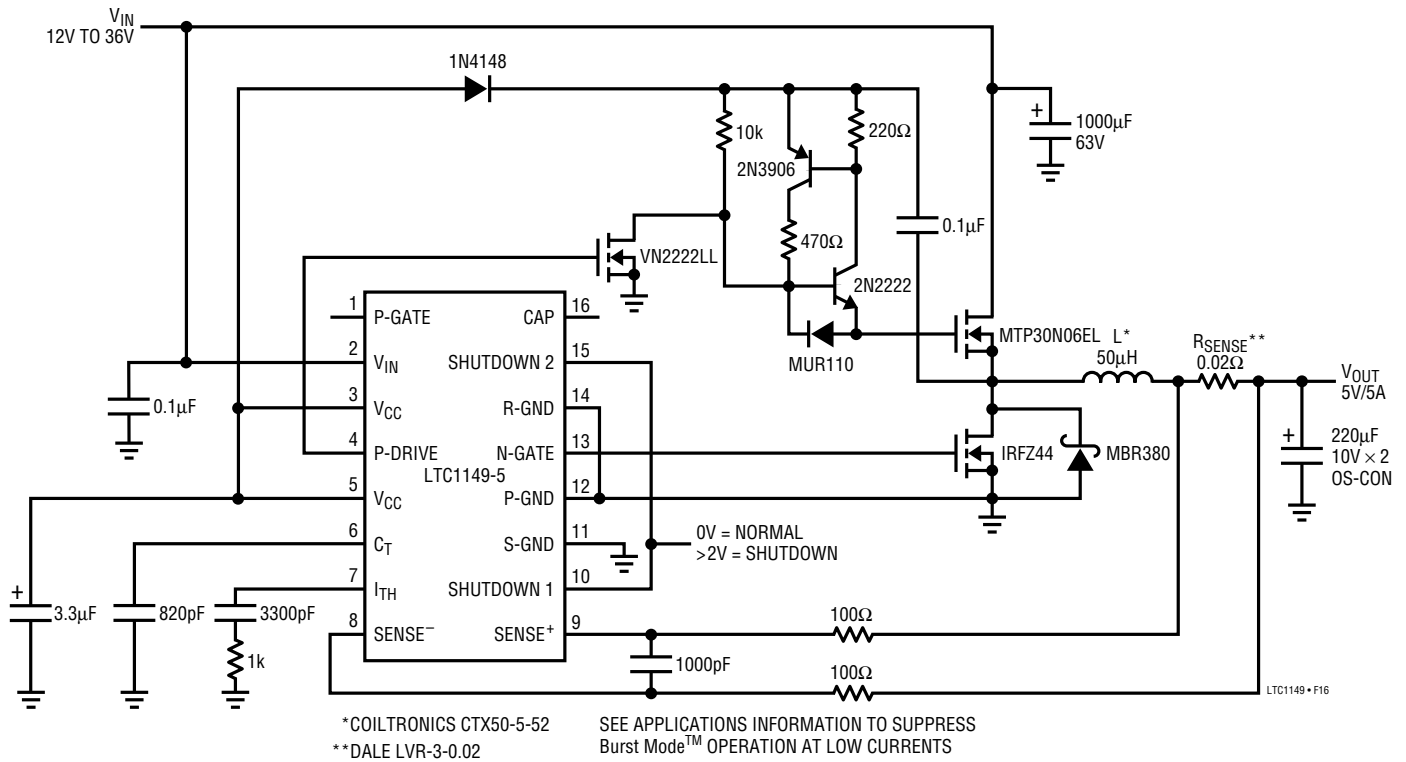 VIN
12V TO 36V
1N4148
10k
2N3906
220Ω
+
1000µF
63V
470Ω
0.1µF
VN2222LL
2N2222
MUR110
MTP30N06EL
L*
50µH
RSENSE**
0.02Ω
VOUT
5V/5A
1
P-GATE
CAP
16
2
VIN
SHUTDOWN 2
15
0.1µF
3
VCC
R-GND
14
4
P-DRIVE
N-GATE
13
LTC1149-5
IRFZ44
MBR380
+
220µF
10V × 2
OS-CON
5
VCC
P-GND
12
6
CT
S-GND
11
0V = NORMAL
>2V = SHUTDOWN
7
ITH
SHUTDOWN 1
10
+
3.3µF
820pF
3300pF
1k
8
SENSE–
SENSE+
9
100Ω
1000pF
100Ω
LTC1149 • F16
*COILTRONICS CTX50-5-52
**DALE LVR-3-0.02
SEE APPLICATIONS INFORMATION TO SUPPRESS
Burst Mode™ OPERATION AT LOW CURRENTS